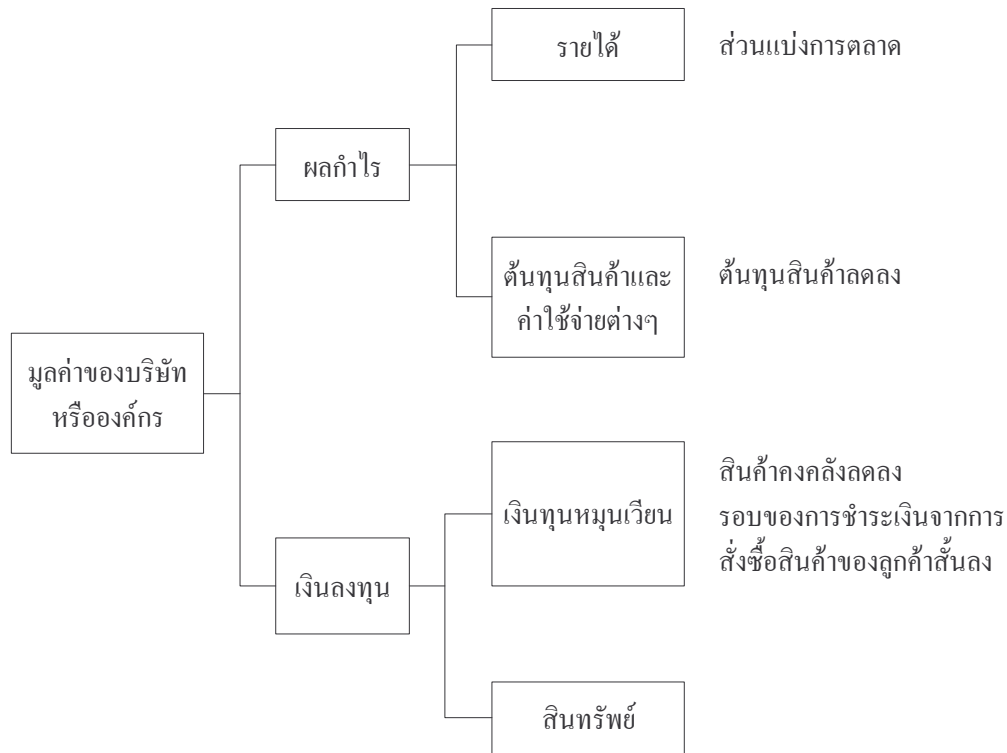 รายได้
ส่วนแบ่งการตลาด
ผลกำไร
ต้นทุนสินค้าและ
ค่าใช้จ่ายต่างๆ
ต้นทุนสินค้าลดลง
มูลค่าของบริษัท
หรือองค์กร
เงินทุนหมุนเวียน
สินค้าคงคลังลดลง
รอบของการชำระเงินจากการ
สั่งซื้อสินค้าของลูกค้าสั้นลง
เงินลงทุน
สินทรัพย์